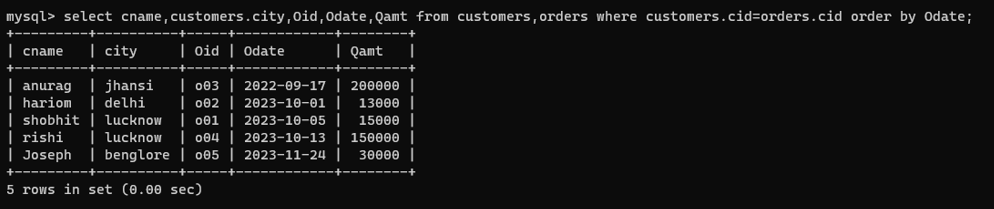 mysql> select cname,customers.city,Oid,Odate,Qamt from customers,orders where customers.cid=orders.cid order by Odate;
+---------+----------+-----+------------+--------+
| cname   | city     | Oid | Odate      | Qamt   |
+---------+----------+-----+------------+--------+
| anurag  | jhansi   | o03 | 2022-09-17 | 200000 |
| hariom  | delhi    | o02 | 2023-10-01 |  13000 |
| shobhit | lucknow  | o01 | 2023-10-05 |  15000 |
| rishi   | lucknow  | o04 | 2023-10-13 | 150000 |
| Joseph  | benglore | o05 | 2023-11-24 |  30000 |
+---------+----------+-----+------------+--------+
5 rows in set (0.00 sec)